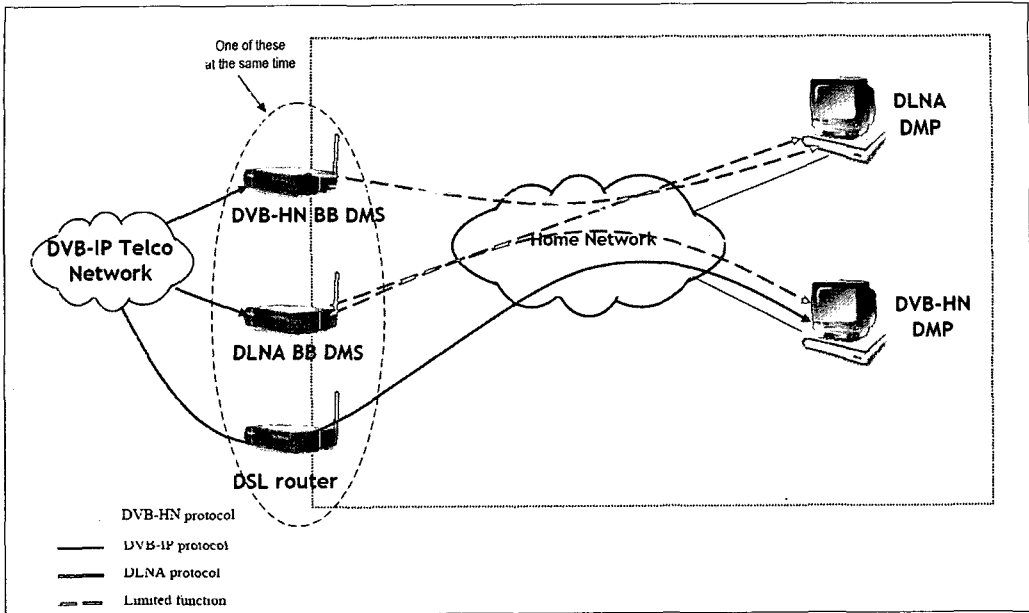 One of these
at the same time
DLNA
DMP
DVB-HN BB DMS
DVB-IP Telco
Network
Home Network
DVB-HN
DMP
DLNA BB DMS
DSL router
DVB-HN protocol
DVB-IP protocol
DLNA protocol
Limited function